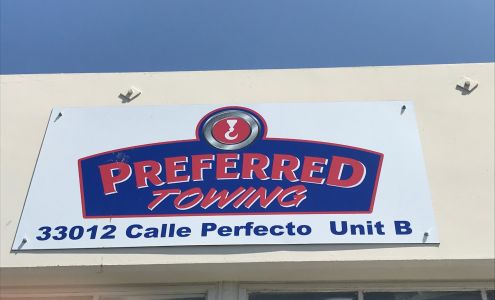 PREFERRED
TOWING
33012 Calle Perfecto Unit B